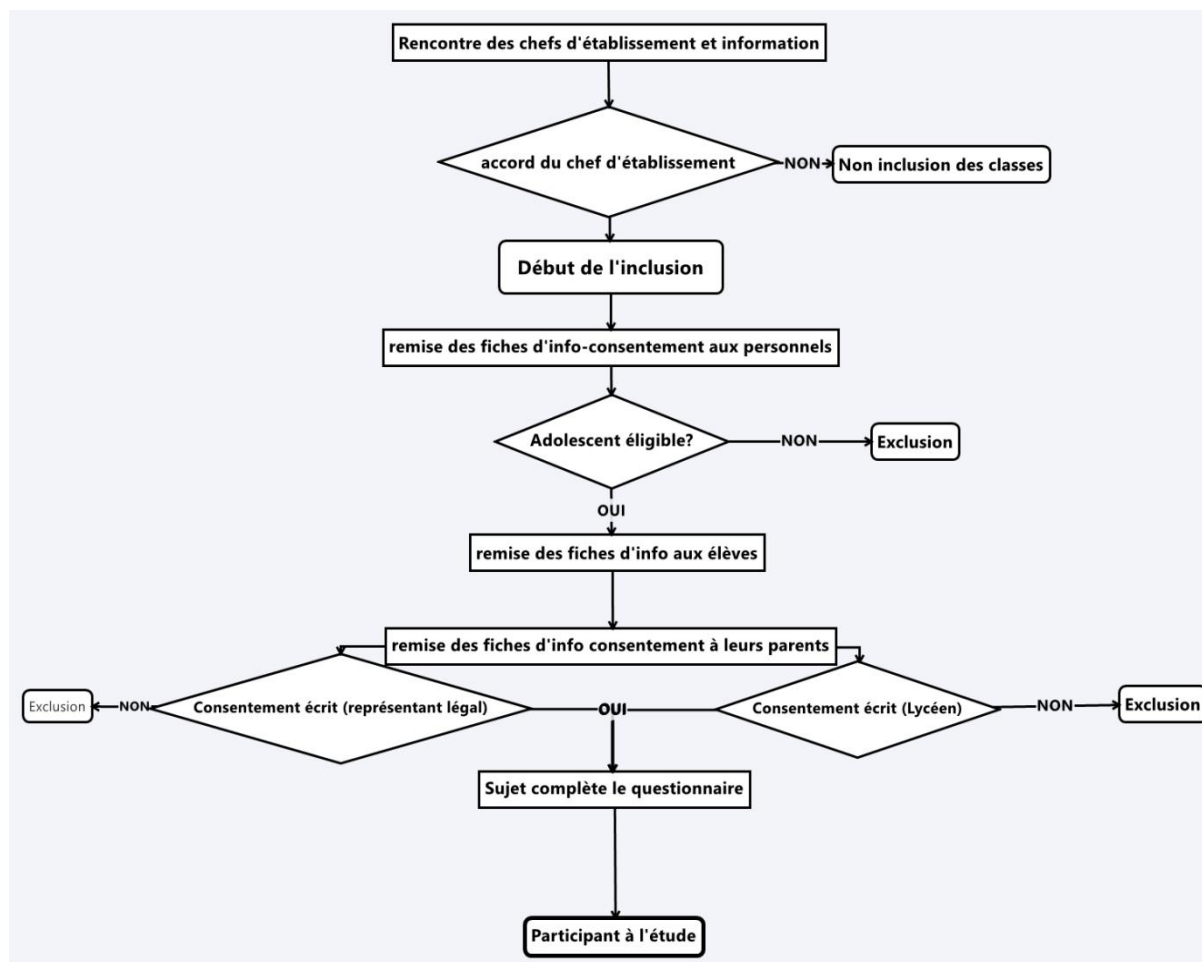 Rencontre des chefs d'établissement et information
accord du chef d'établissement
NON
Non inclusion des classes
Début de l'inclusion
remise des fiches d'info-consentement aux personnels
Adolescent éligible?
NON
Exclusion
OUI
remise des fiches d'info aux élèves
remise des fiches d'info consentement à leurs parents
Exclusion
NON
Consentement écrit (représentant légal)
OUI
Consentement écrit (Lycéen)
NON
Exclusion
Sujet complète le questionnaire
Participant à l'étude